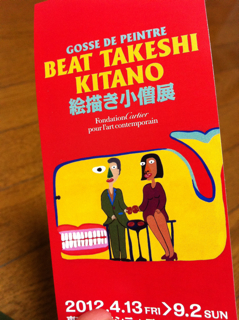 GOSSE DE PEINTRE
BEAT TAKESHI
KITANO
絵描き小僧展
Fondation Cartier
pour l'art contemporain
2012.4.13 FRI>9.2 SUN